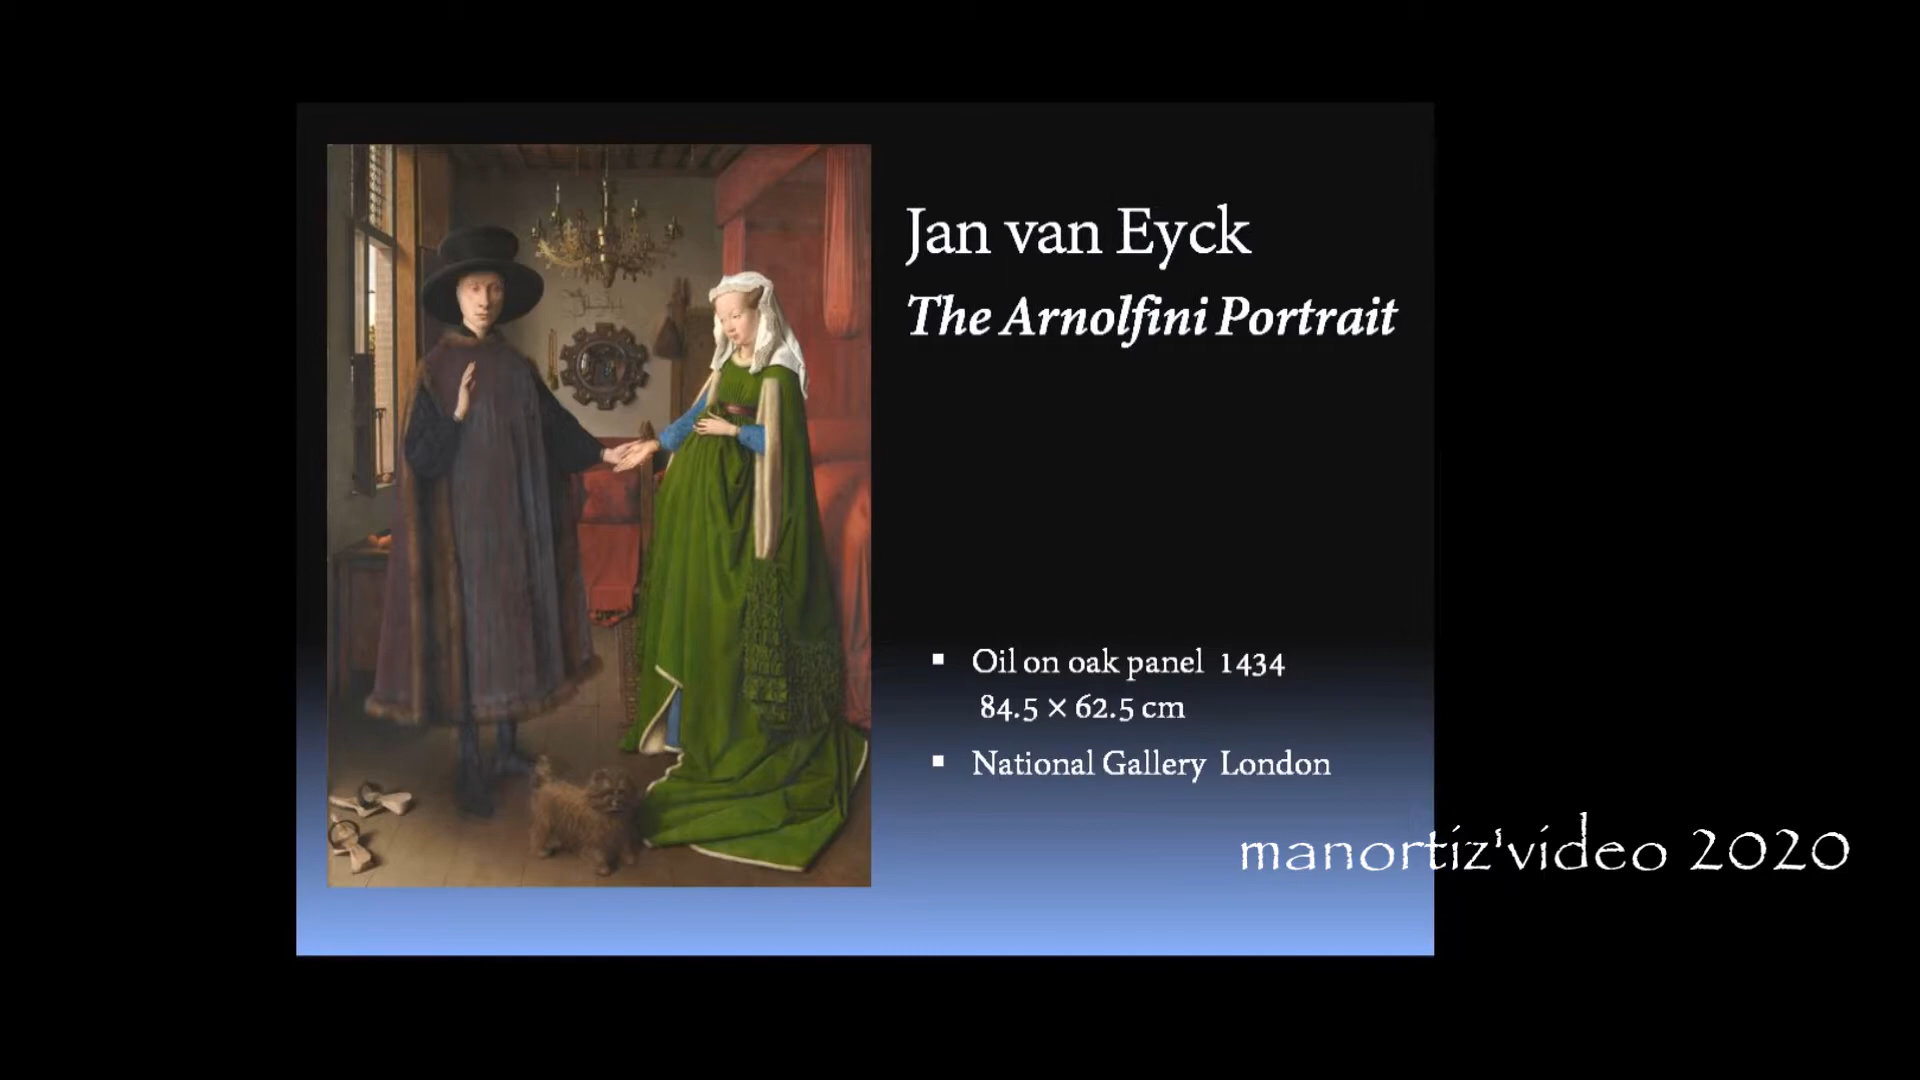 Jan van Eyck
The Arnolfini Portrait
▪ Oil on oak panel 1434
84.5 × 62.5 cm
▪ National Gallery London
manortiz'video 2020